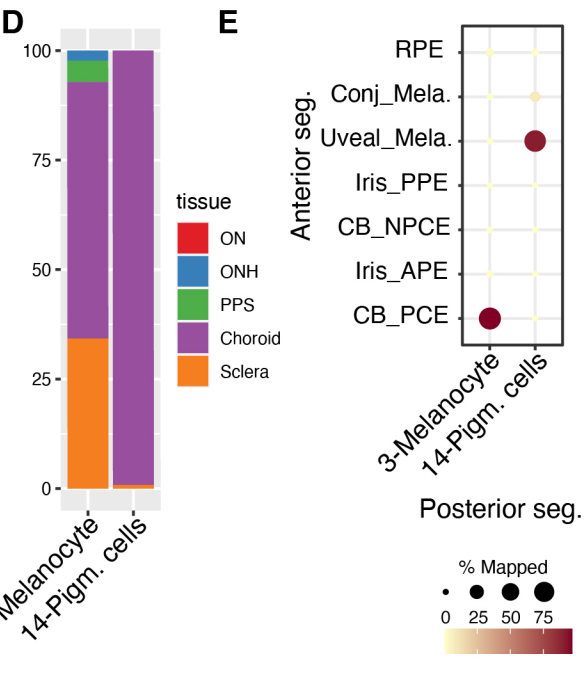 D
100
75
50
25
0
Melanocyte
14-Pigm. cells
tissue
ON
ONH
PPS
Choroid
Sclera
E
Anterior seg.
RPE
Conj_Mela.
Uveal_Mela.
Iris_PPE
CB_NPCE
Iris_APE
CB_PCE
3-Melanocyte
14-Pigm. cells
Posterior seg.
% Mapped
0 25 50 75